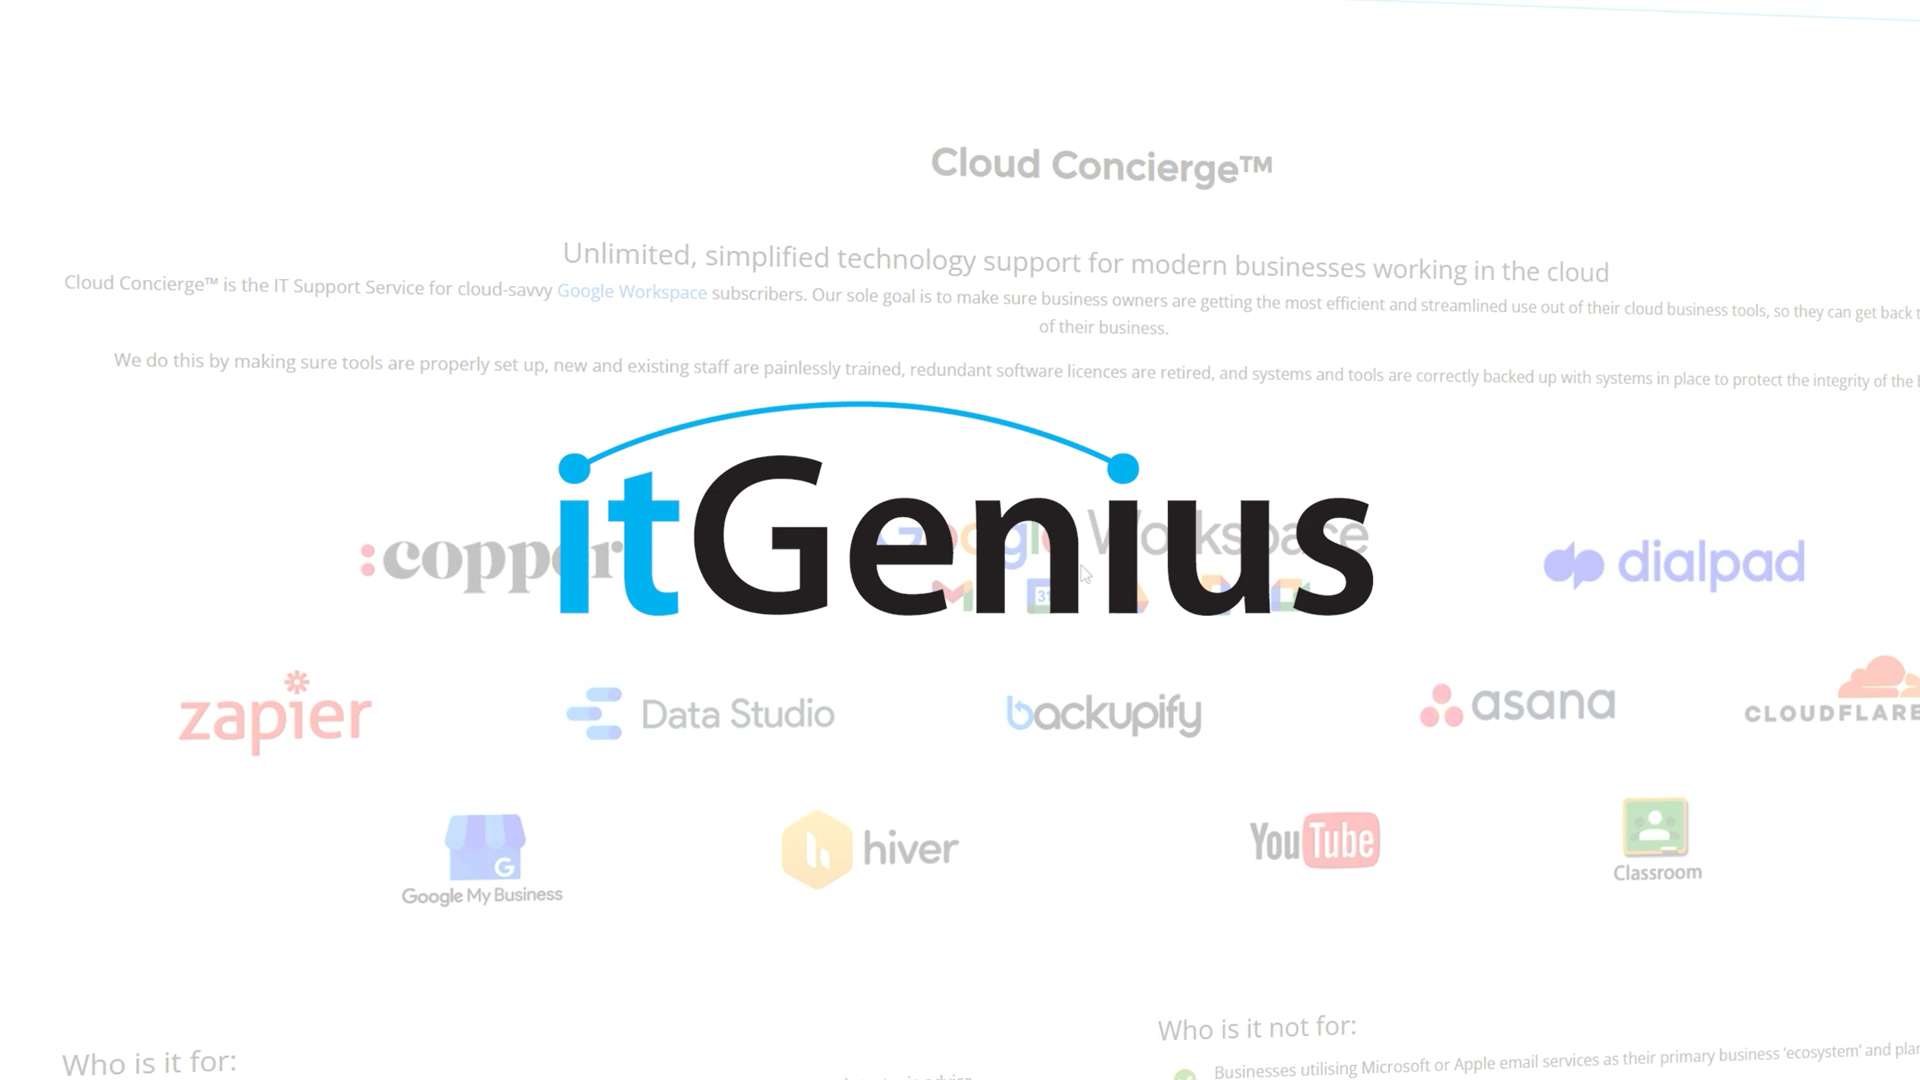 Cloud Concierge™
Unlimited, simplified technology support for modern businesses working in the cloud
Cloud Concierge™ is the IT Support Service for cloud-savvy Google Workspace subscribers. Our sole goal is to make sure business owners are getting the most efficient and streamlined use out of their cloud business tools, so they can get back
of their business.
We do this by making sure tools are properly set up, new and existing staff are painlessly trained, redundant software licences are retired, and systems and tools are correctly backed up with systems in place to protect the integrity of the
itGenius
copper
Google Workspace
31
dialpad
zapier
Data Studio
backupify
asana
CLOUDFLARE
G
Google My Business
h hiver
YouTube
Classroom
Who is it for:
Who is it not for:
Businesses utilising Microsoft or Apple email services as their primary business ‘ecosystem’ and